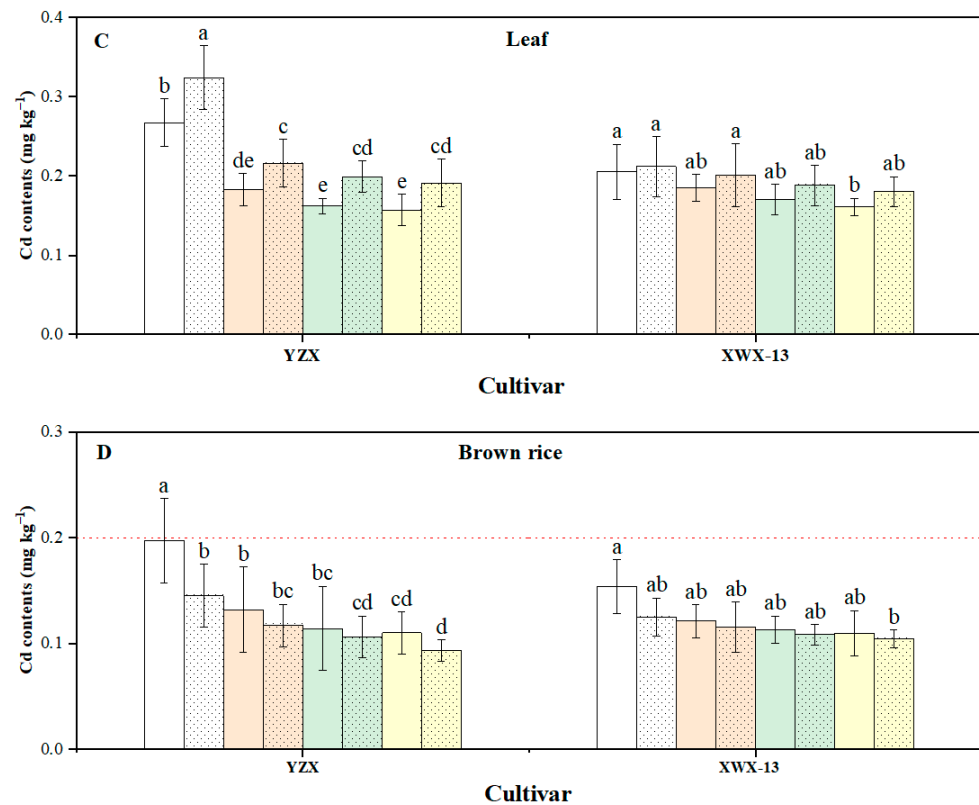 C
Leaf
0.4
0.3
0.2
0.1
0.0
Cd contents (mg kg⁻¹)
b a de c e cd e cd
a a ab a ab ab b ab
YZX
XWX-13
Cultivar
D
Brown rice
0.3
0.2
0.1
0.0
Cd contents (mg kg⁻¹)
a b b bc bc cd cd d
a ab ab ab ab ab ab b
YZX
XWX-13
Cultivar